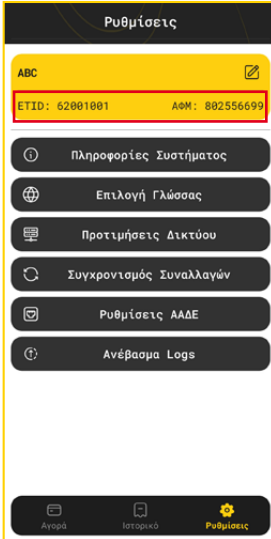 Ρυθμίσεις
ABC
ETID: 62001001 ΑΦΜ: 802556699
Πληροφορίες Συστήματος
Επιλογή Γλώσσας
Προτιμήσεις Δικτύου
Συγχρονισμός Συναλλαγών
Ρυθμίσεις ΑΑΔΕ
Ανέβασμα Logs
Αγορά Ιστορικό Ρυθμίσεις